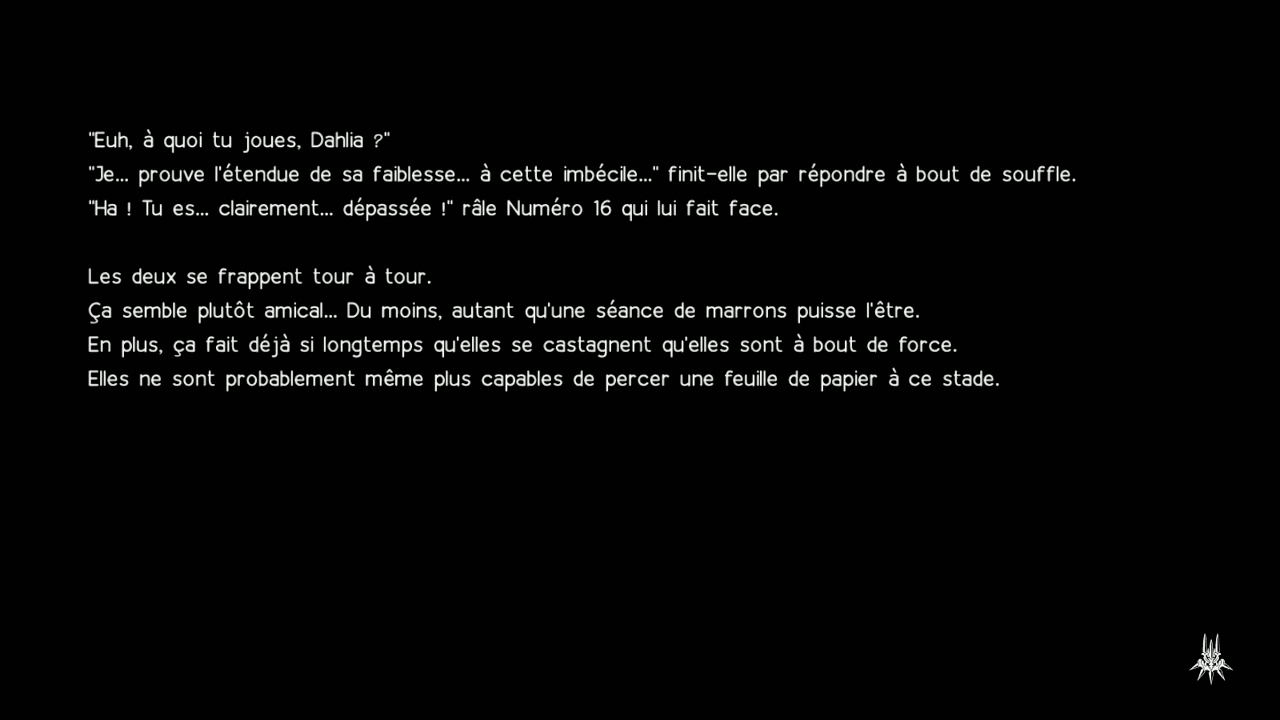 "Euh, à quoi tu joues, Dahlia ?"
"Je... prouve l'étendue de sa faiblesse... à cette imbécile..." finit-elle par répondre à bout de souffle.
"Ha ! Tu es... clairement... dépassée !" râle Numéro 16 qui lui fait face.
Les deux se frappent tour à tour.
Ça semble plutôt amical... Du moins, autant qu'une séance de marrons puisse l'être.
En plus, ça fait déjà si longtemps qu'elles se castagnent qu'elles sont à bout de force.
Elles ne sont probablement même plus capables de percer une feuille de papier à ce stade.